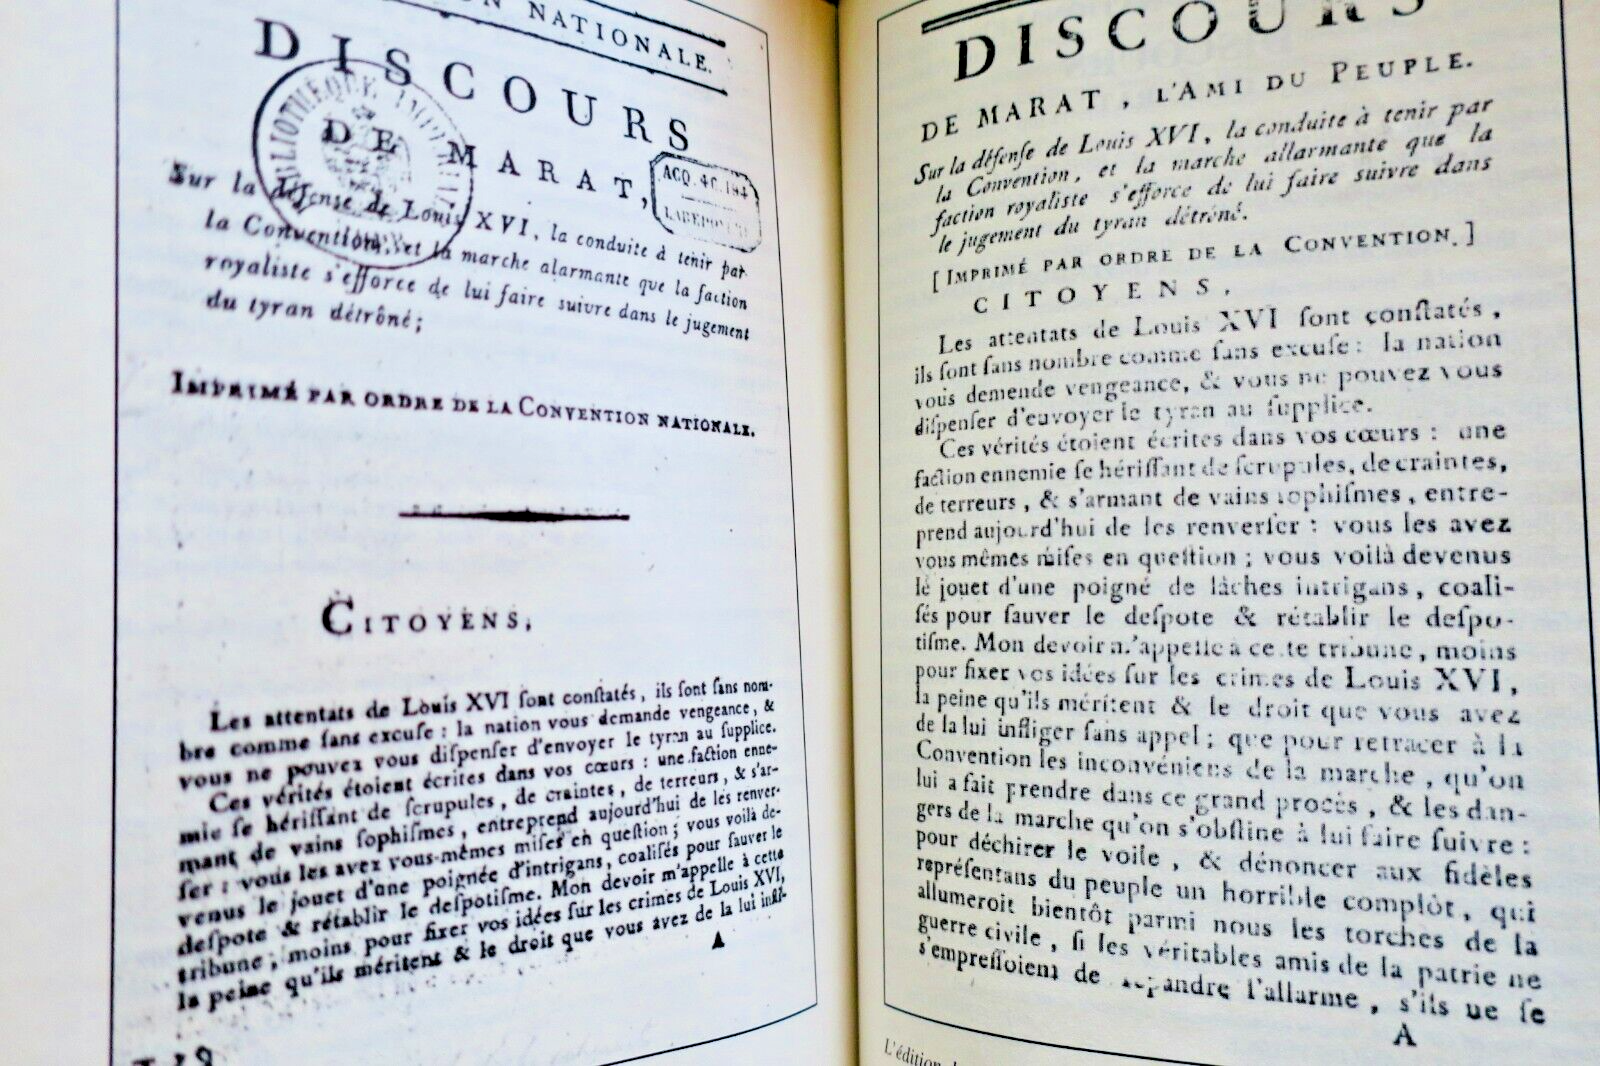 ON NATIONALE.
DISCOURS
DE MARAT,
Sur la défense de Louis XVI, la conduite à tenir par
la Convention, et la marche alarmante que la faction
royaliste s'efforce de lui faire suivre dans le jugement
du tyran détrôné;
IMPRIMÉ PAR ORDRE DE LA CONVENTION NATIONALE.
CITOYENS,
Les attentats de Louis XVI ſont conſtatés, ils ſont ſans nom-
bre comme ſans excuſe : la nation vous demande vengeance, &
vous ne pouvez vous diſpenſer d'envoyer le tyran au ſupplice.
Ces vérités étoient écrites dans vos cœurs : une faction enne-
mie ſe hériſſant de ſcrupules, de craintes, de terreurs, & s'ar-
mant de vains ſophiſmes, entreprend aujourd'hui de les renver-
ſer : vous les avez vous-mêmes miſes en queſtion ; vous voilà de-
venus le jouet d'une poignée d'intrigans, coaliſés pour ſauver le
deſpote & rétablir le deſpotiſme. Mon devoir m'appelle à cette
tribune ; moins pour fixer vos idées ſur les crimes de Louis XVI,
la peine qu'ils méritent & le droit que vous avez de la lui infli-
A
BIBLIOTHÈQUE IMPÉRIALE
ACQ. 40.194
DISCOURS
DE MARAT, L'AMI DU PEUPLE.
Sur la défenſe de Louis XVI, la conduite à tenir par
la Convention, et la marche allarmante que la
faction royaliste s'efforce de lui faire suivre dans
le jugement du tyran détrôné.
[IMPRIMÉ PAR ORDRE DE LA CONVENTION.]
CITOYENS,
Les attentats de Louis XVI ſont conſtatés,
ils ſont ſans nombre comme ſans excuſe : la nation
vous demende vengeance, & vous ne pouvez vous
diſpenſer d'envoyer le tyran au ſupplice.
Ces vérités étoient écrites dans vos cœurs : une
faction ennemie ſe hériſſant de ſcrupules, de craintes,
de terreurs, & s'armant de vains ſophiſmes, entre-
prend aujourd'hui de les renverſer : vous les avez
vous mêmes miſes en queſtion ; vous voilà devenus
le jouet d'une poigné de lâches intrigans, coali-
ſés pour ſauver le deſpote & rétablir le deſpo-
tiſme. Mon devoir m'appelle à cette tribune, moins
pour fixer vos idées ſur les crimes de Louis XVI,
la peine qu'ils méritent & le droit que vous avez
de la lui infliger ſans appel ; que pour retracer à la
Convention les inconvéniens de la marche, qu'on
lui a fait prendre dans ce grand procès, & les dan-
gers de la marche qu'on s'obſtine à lui faire ſuivre :
pour déchirer le voile, & dénoncer aux fidèles
repréſentans du peuple un horrible complòt, qui
allumeroit bientôt parmi nous les torches de la
guerre civile, ſi les véritables amis de la patrie ne
s'empreſſoient de répandre l'allarme, s'ils ne ſe
A
L'édition